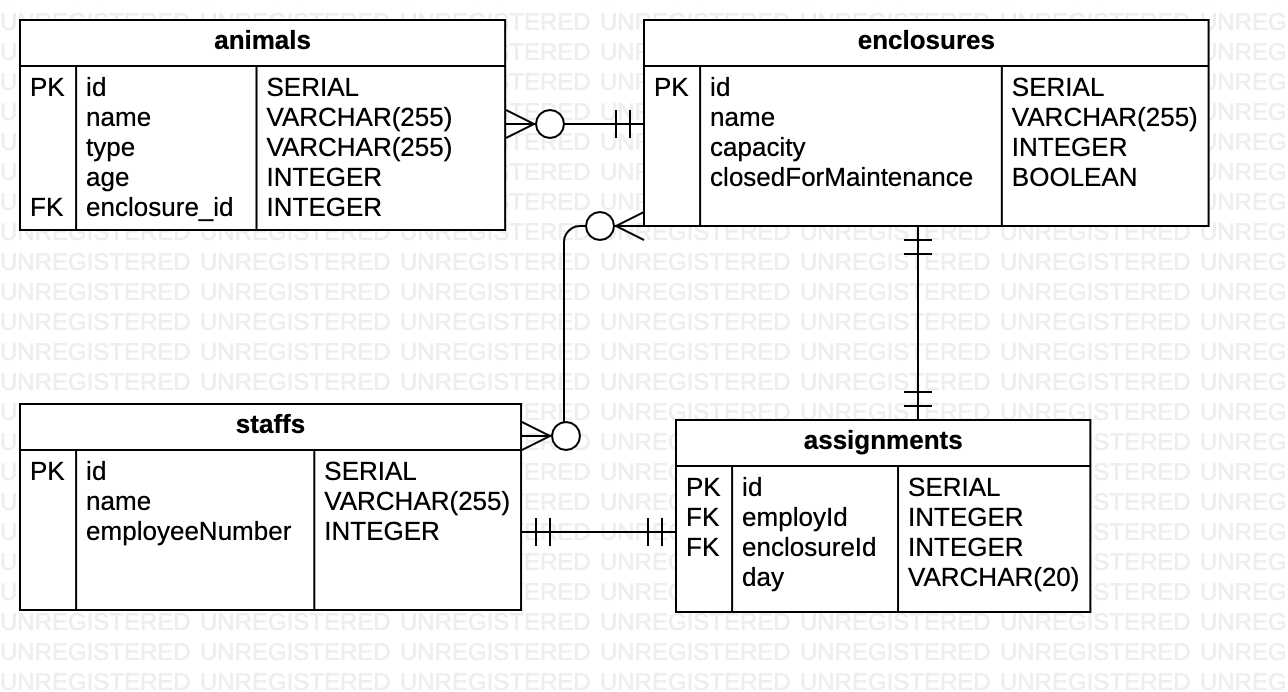 animals
PK id SERIAL
name VARCHAR(255)
type VARCHAR(255)
age INTEGER
FK enclosure_id INTEGER
enclosures
PK id SERIAL
name VARCHAR(255)
capacity INTEGER
closedForMaintenance BOOLEAN
staffs
PK id SERIAL
name VARCHAR(255)
employeeNumber INTEGER
assignments
PK id SERIAL
FK employId INTEGER
FK enclosureId INTEGER
day VARCHAR(20)
UNREGISTERED UNREGISTERED UNREGISTERED UNREGISTERED UNREGISTERED UNREGISTERED UNREG